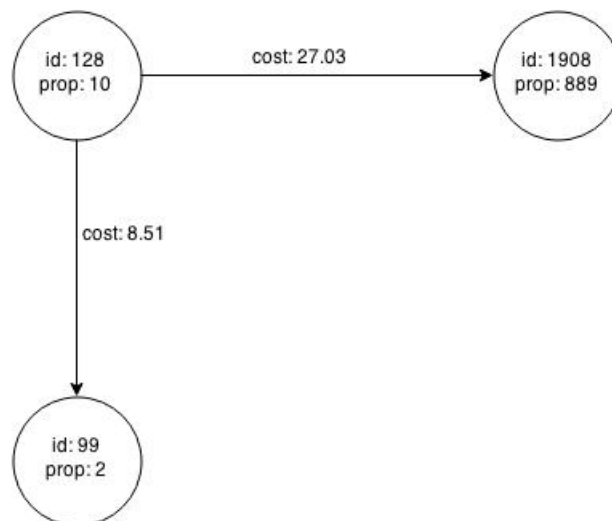 id: 128
prop: 10
cost: 27.03
id: 1908
prop: 889
cost: 8.51
id: 99
prop: 2